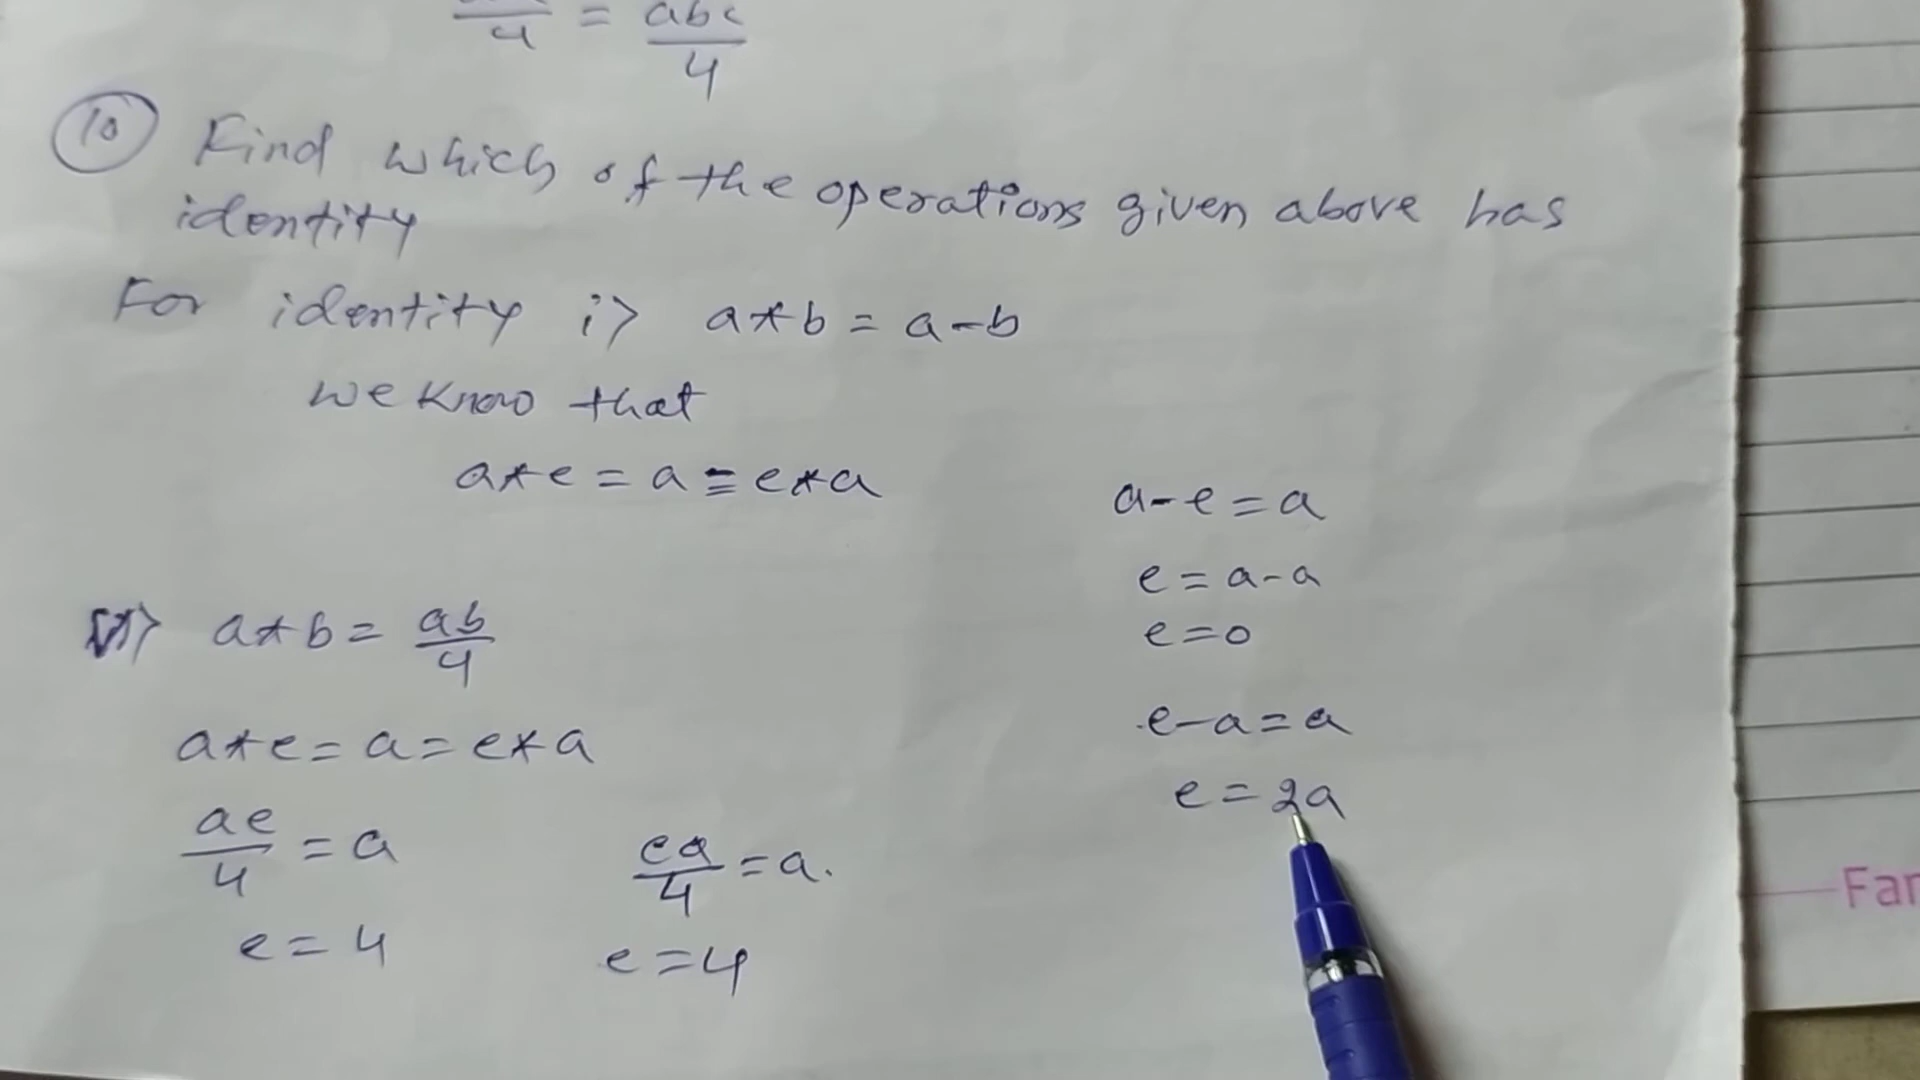 4 = abc
4
10 Find which of the operations given above has
identity
For identity i> a*b = a-b
we know that
a*e = a = e*a
a-e=a
e=a-a
e=0
e-a=a
e=2a
a*b = ab/4
a*e=a=e*a
ae/4 = a
ea/4 = a.
e=4
e=4
Far